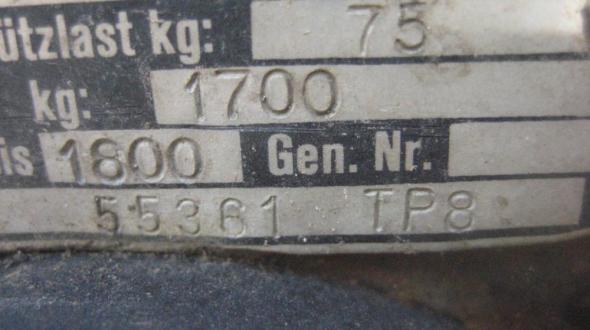 ützlast kg: 75
kg: 1700
is 1800 Gen. Nr.
55361 TP8